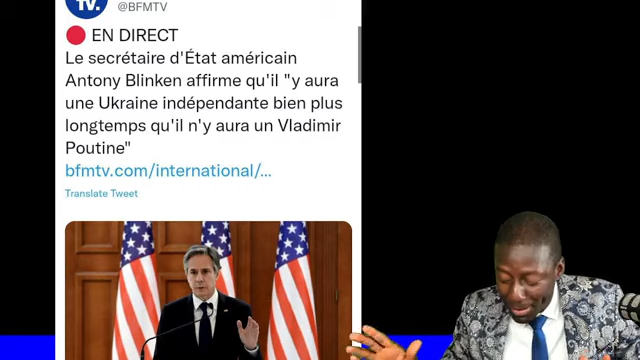 TV.
@BFMTV
EN DIRECT
Le secrétaire d'État américain
Antony Blinken affirme qu'il "y aura
une Ukraine indépendante bien plus
longtemps qu'il n'y aura un Vladimir
Poutine"
bfmtv.com/international/...
Translate Tweet